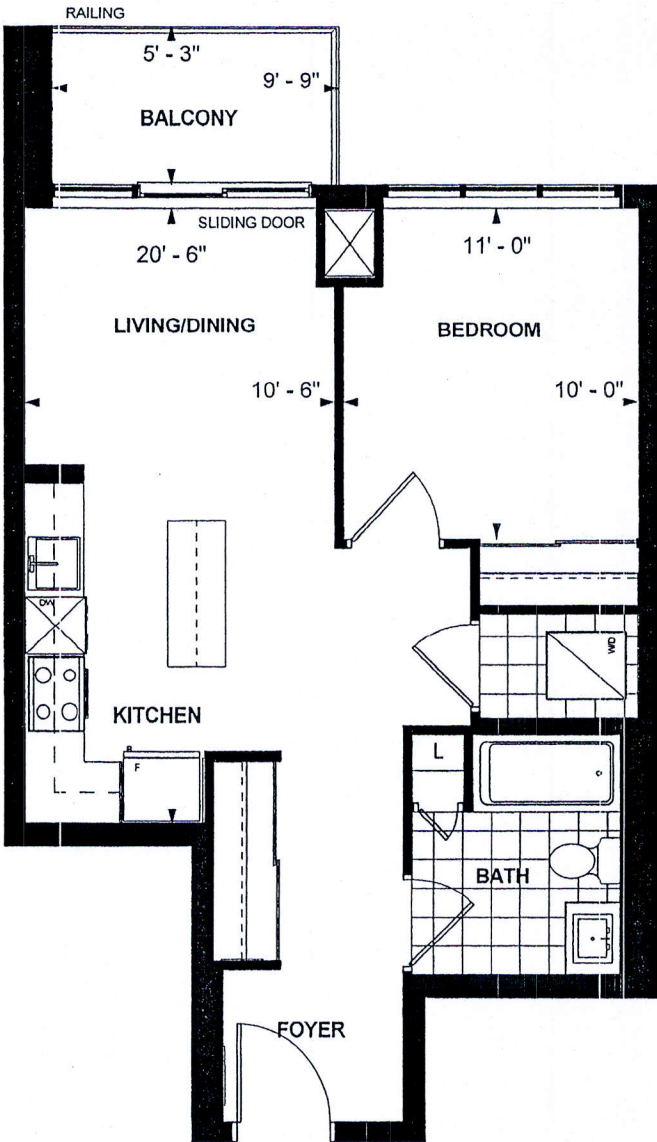 RAILING
5' - 3"
9' - 9"
BALCONY
SLIDING DOOR
20' - 6"
11' - 0"
LIVING/DINING
BEDROOM
10' - 6"
10' - 0"
DW
W/D
KITCHEN
R
F
L
BATH
FOYER